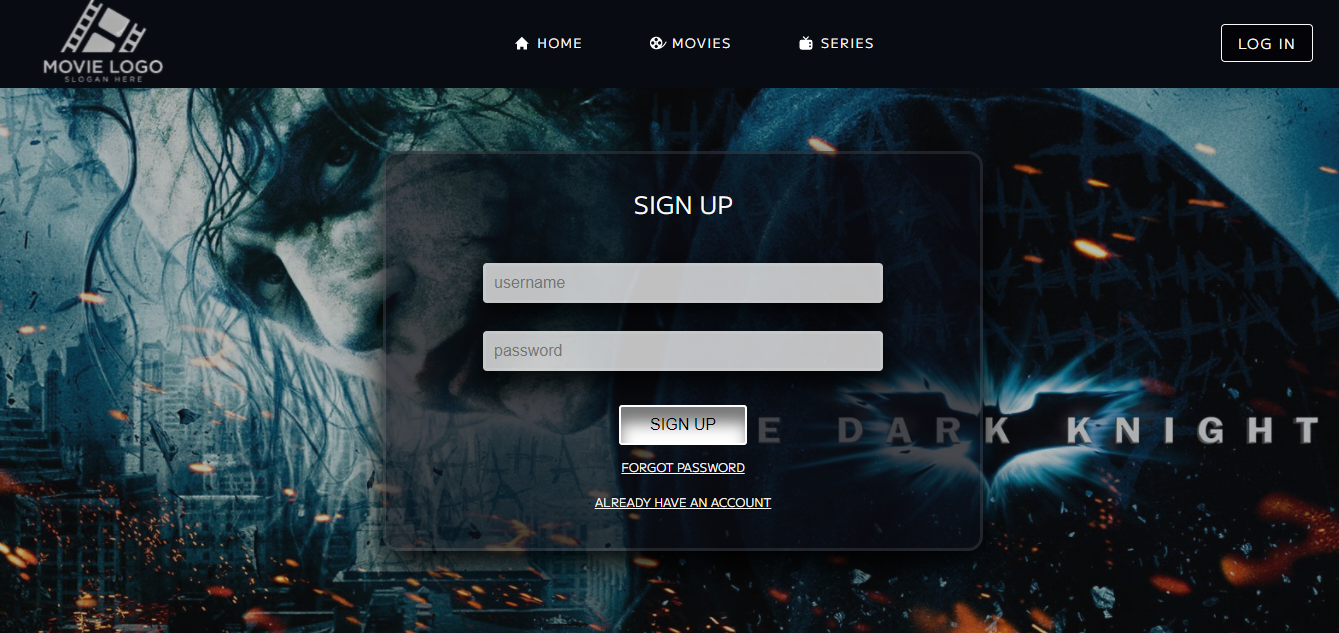 MOVIE LOGO
SLOGAN HERE
HOME MOVIES SERIES
LOG IN
SIGN UP
username
password
SIGN UP
E DARK KNIGHT
FORGOT PASSWORD
ALREADY HAVE AN ACCOUNT